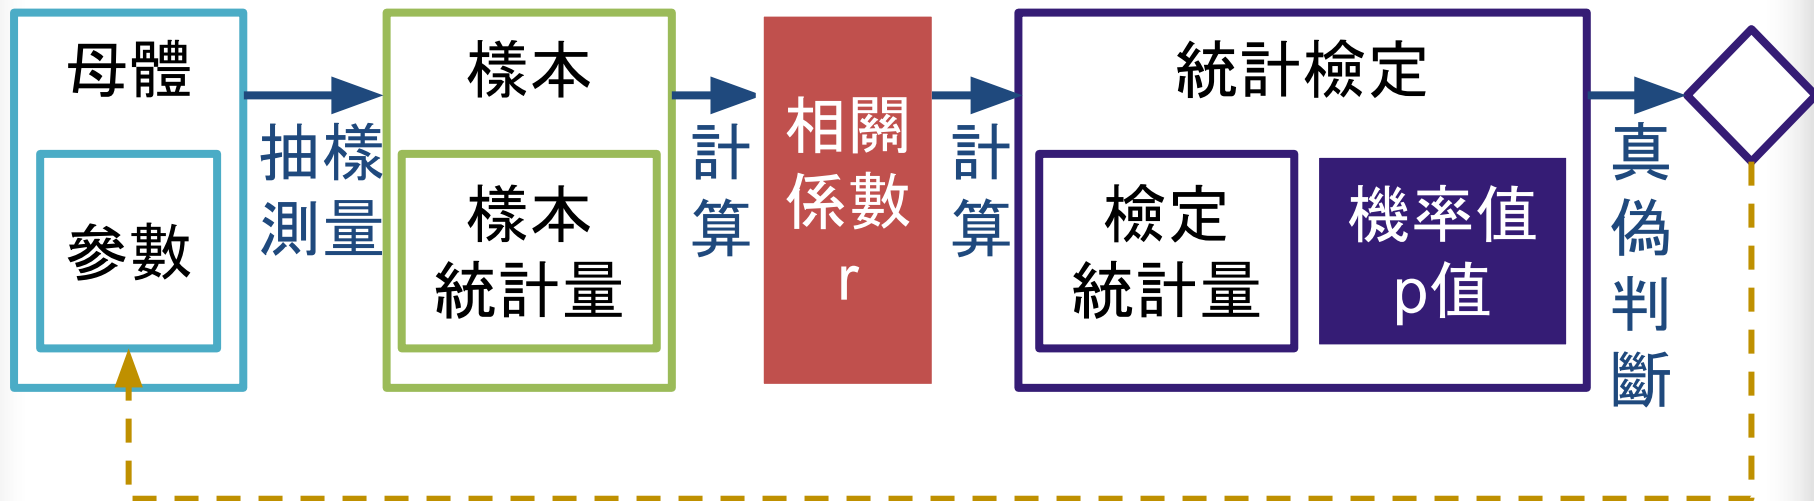 母體
參數
抽樣
測量
樣本
樣本
統計量
計
算
相關
係數
r
計
算
統計檢定
檢定
統計量
機率值
p值
真
偽
判
斷